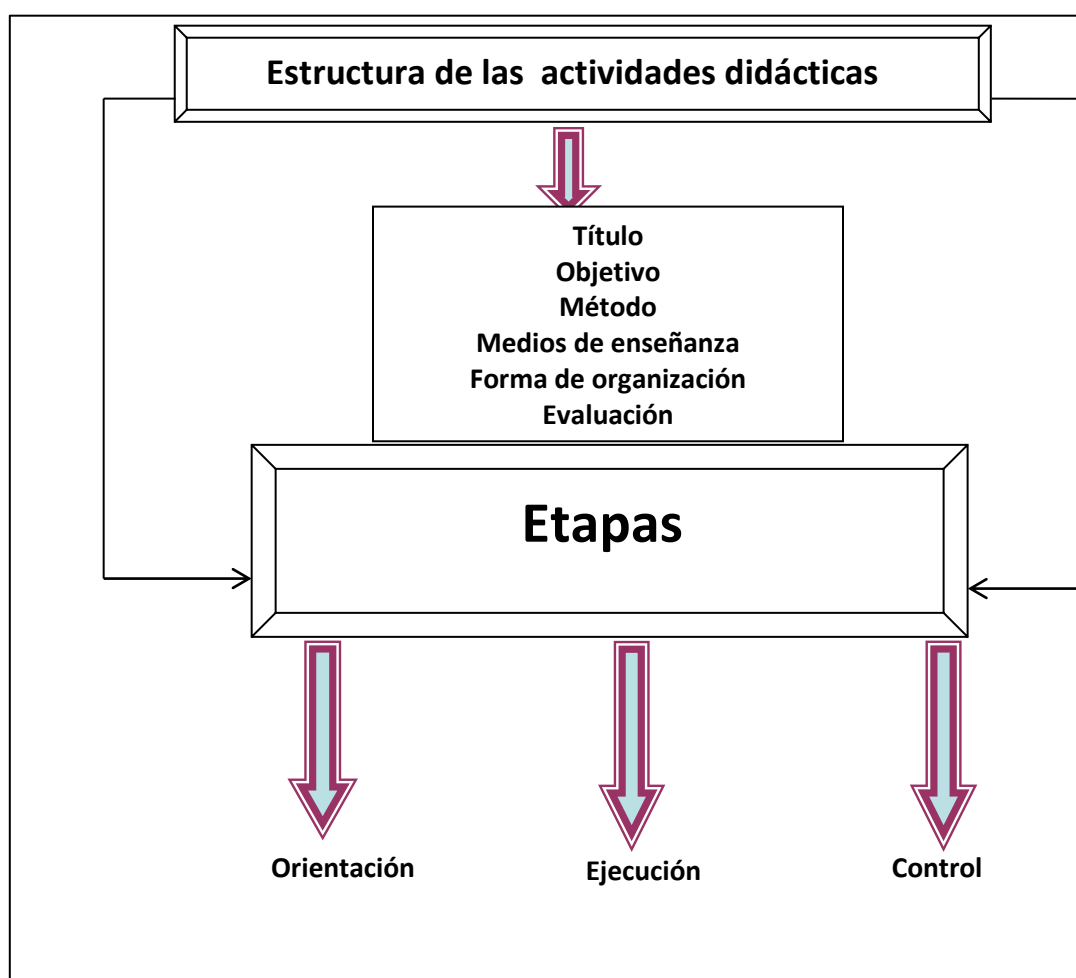 Estructura de las actividades didácticas
Título
Objetivo
Método
Medios de enseñanza
Forma de organización
Evaluación
Etapas
Orientación
Ejecución
Control